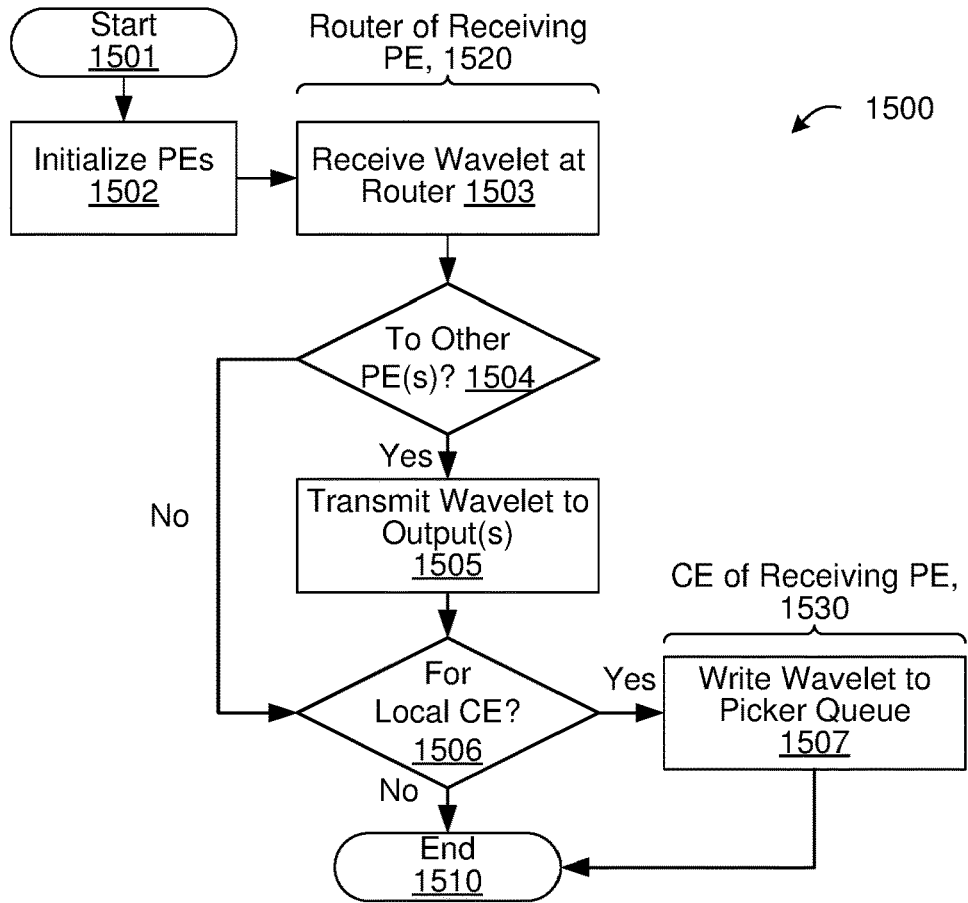 Start
1501
Router of Receiving
PE, 1520
1500
Initialize PEs
1502
Receive Wavelet at
Router 1503
To Other
PE(s)? 1504
Yes
No
Transmit Wavelet to
Output(s)
1505
CE of Receiving PE,
1530
For
Local CE?
1506
Yes
Write Wavelet to
Picker Queue
1507
No
End
1510